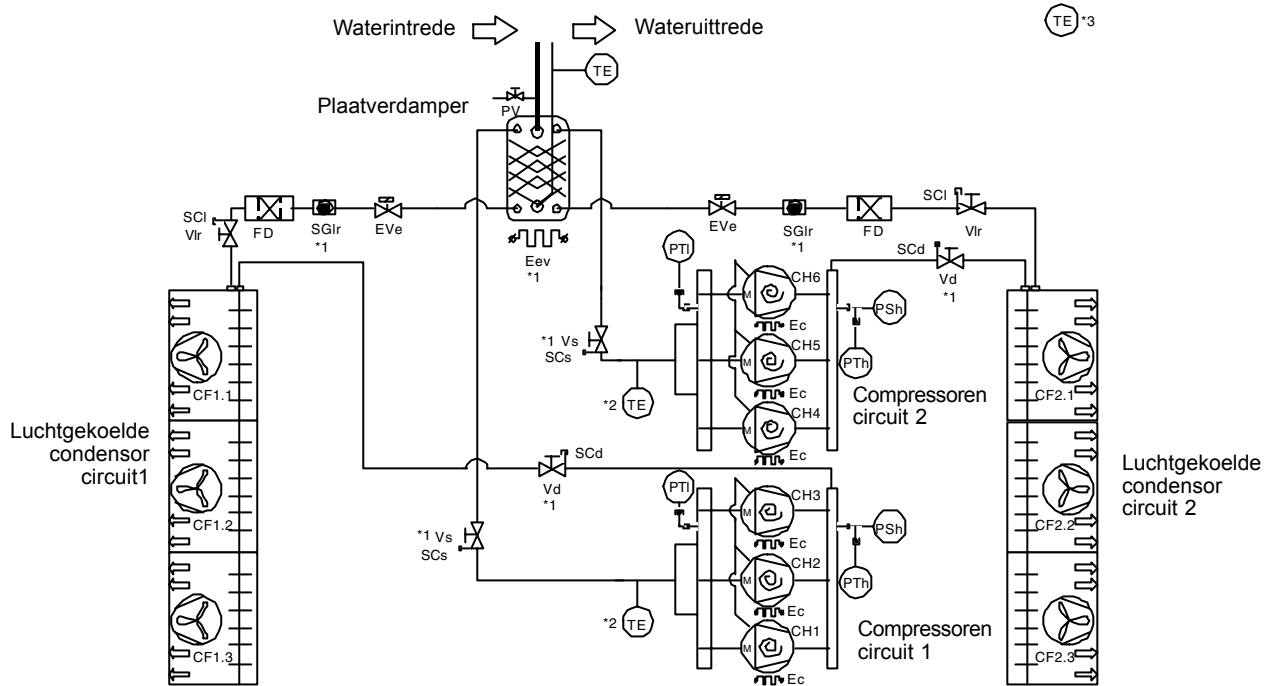 Waterintrede
Wateruittrede
TE *3
TE
Plaatverdamper
PV
SCl
Vlr
FD
SGlr
*1
EVe
Eev
*1
EVe
SGlr
*1
FD
SCl
Vlr
SCd
Vd
*1
PTl
M
CH6
Ec
PSh
PTh
*1 Vs
SCs
M
CH5
Ec
*2 TE
M
CH4
Ec
Compressoren
circuit 2
CF1.1
CF2.1
Luchtgekoelde
condensor
circuit1
SCd
Vd
*1
PTl
M
CH3
Ec
PSh
PTh
*1 Vs
SCs
M
CH2
Ec
*2 TE
M
CH1
Ec
Compressoren
circuit 1
CF1.2
CF2.2
Luchtgekoelde
condensor
circuit 2
CF1.3
CF2.3